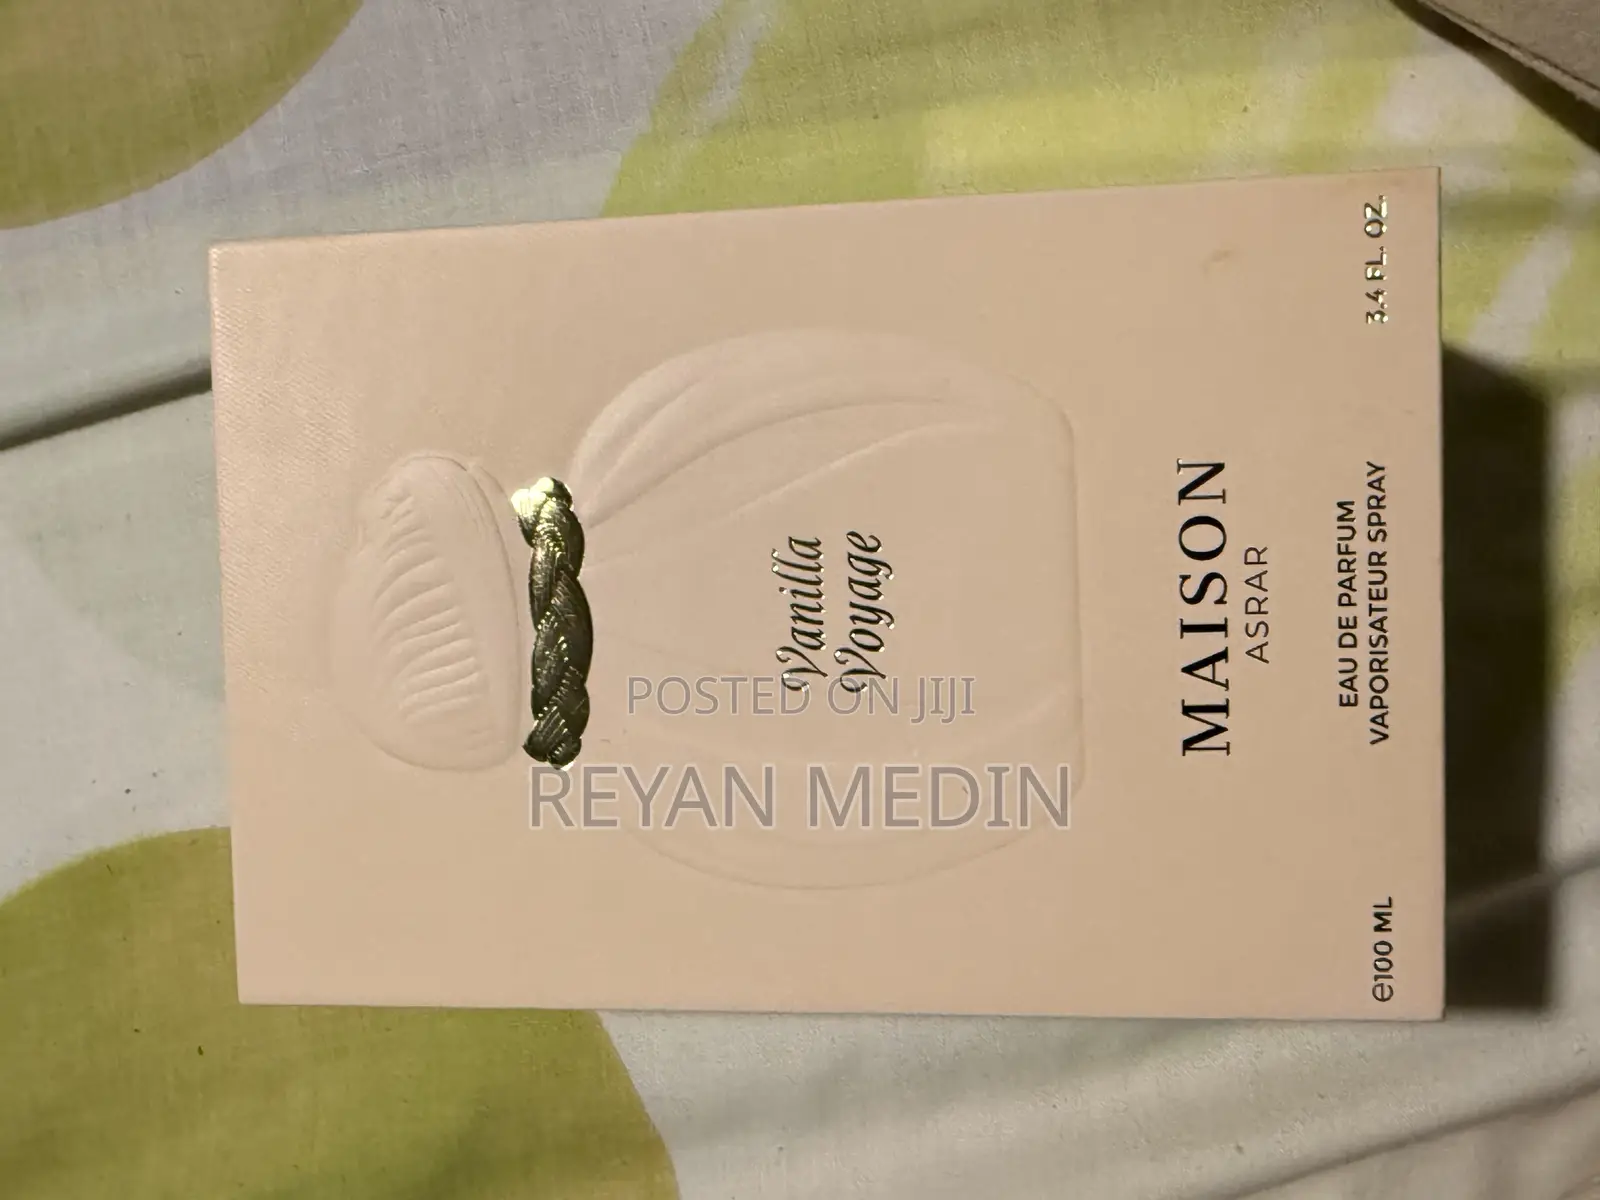 Vanilla
Voyage
MAISON
ASRAR
EAU DE PARFUM
VAPORISATEUR SPRAY
e100 ML
3.4 FL. OZ.
POSTED ON JIJI
REYAN MEDIN